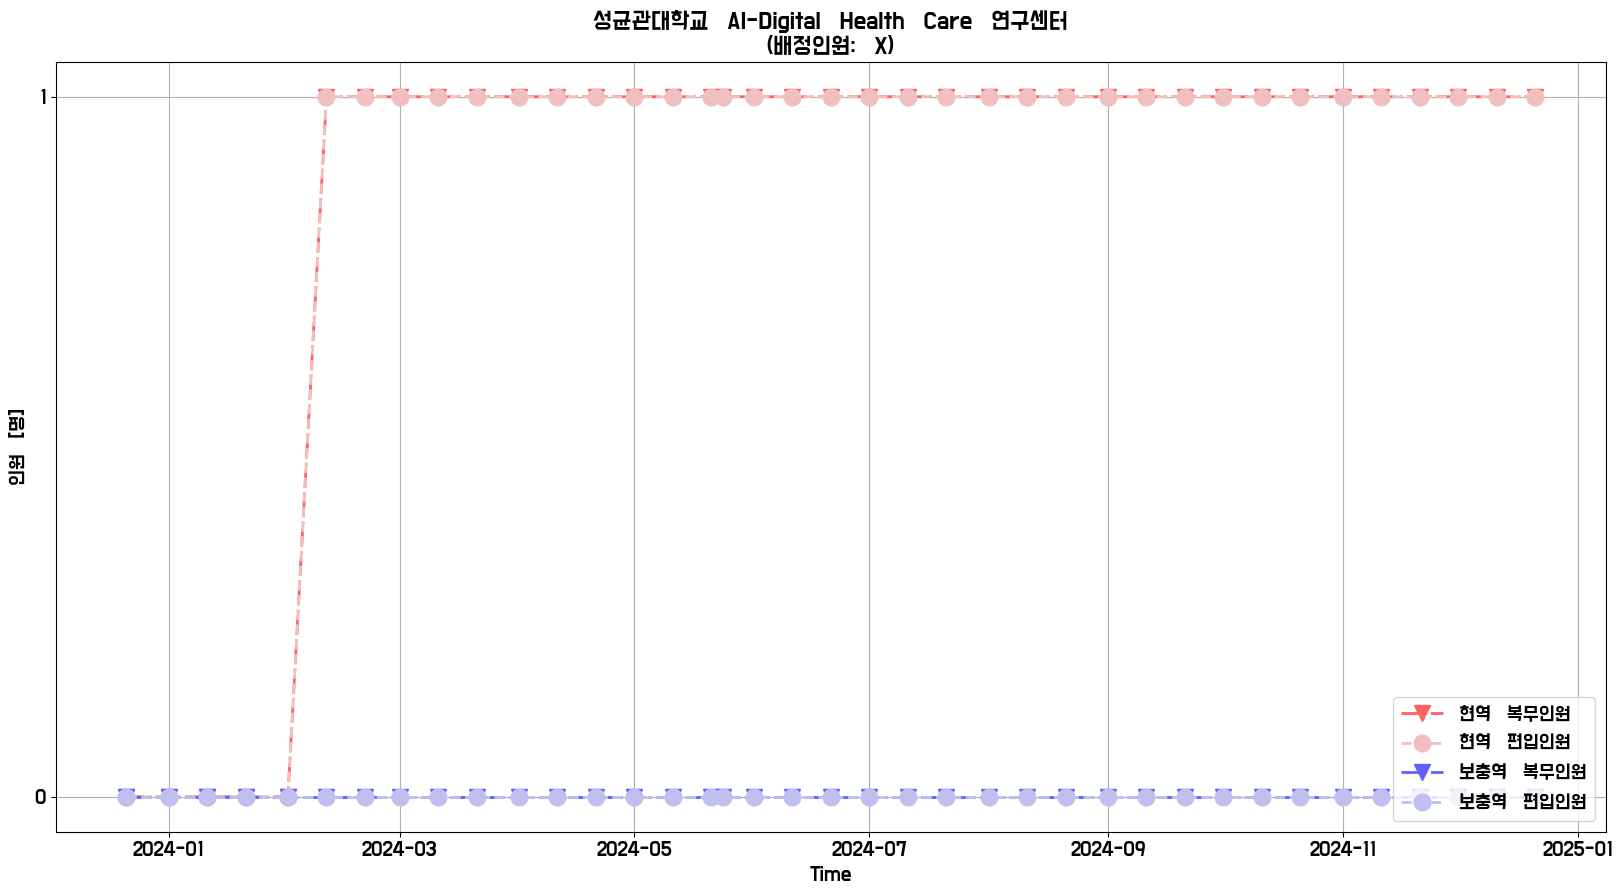 성균관대학교 AI-Digital Health Care 연구센터
(배정인원: X)
인원 [명]
1
0
2024-01 2024-03 2024-05 2024-07 2024-09 2024-11 2025-01
Time
현역 복무인원
현역 편입인원
보충역 복무인원
보충역 편입인원